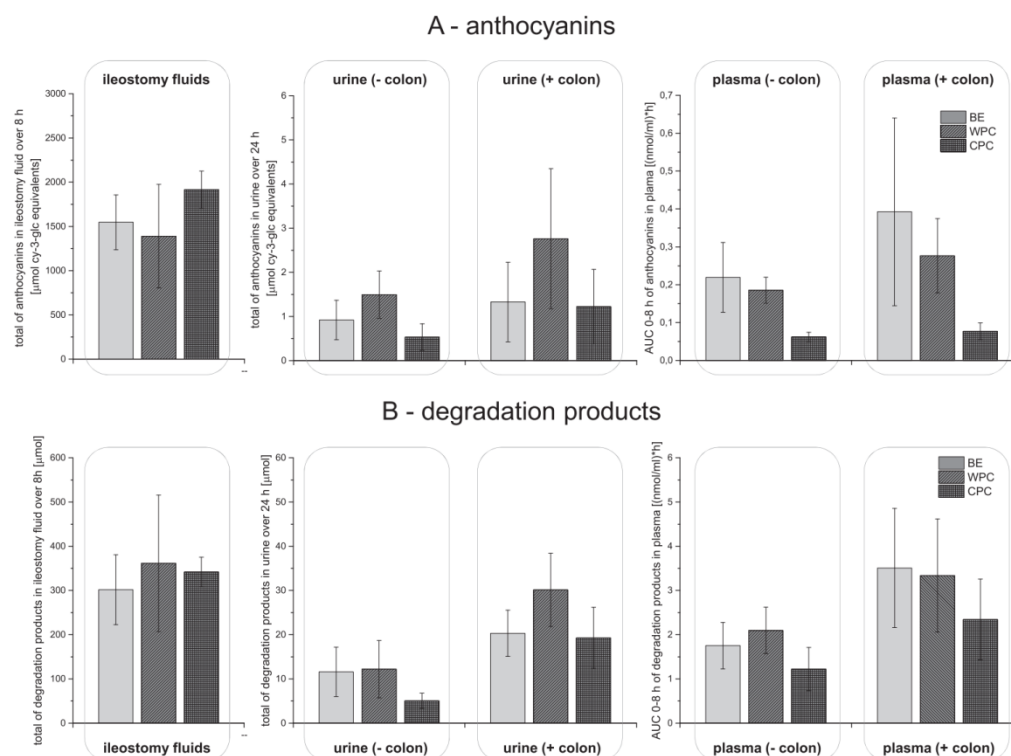 A - anthocyanins
ileostomy fluids
urine (- colon)
urine (+ colon)
plasma (- colon)
plasma (+ colon)
total of anthocyanins in ileostomy fluid over 8 h
[µmol cy-3-glc equivalents]
3000
2500
2000
1500
1000
500
0
--
total of anthocyanins in urine over 24 h
[µmol cy-3-glc equivalents]
6
5
4
3
2
1
0
AUC 0-8 h of anthocyanins in plama [(nmol/ml)*h]
0,7
0,6
0,5
0,4
0,3
0,2
0,1
0,0
BE
WPC
CPC
B - degradation products
total of degradation products in ileostomy fluid over 8h [µmol]
600
500
400
300
200
100
0
--
total of degradation products in urine over 24 h [µmol]
60
50
40
30
20
10
0
AUC 0-8 h of degradation products in plasma [(nmol/ml)*h]
6
5
4
3
2
1
0
BE
WPC
CPC
ileostomy fluids
urine (- colon)
urine (+ colon)
plasma (- colon)
plasma (+ colon)